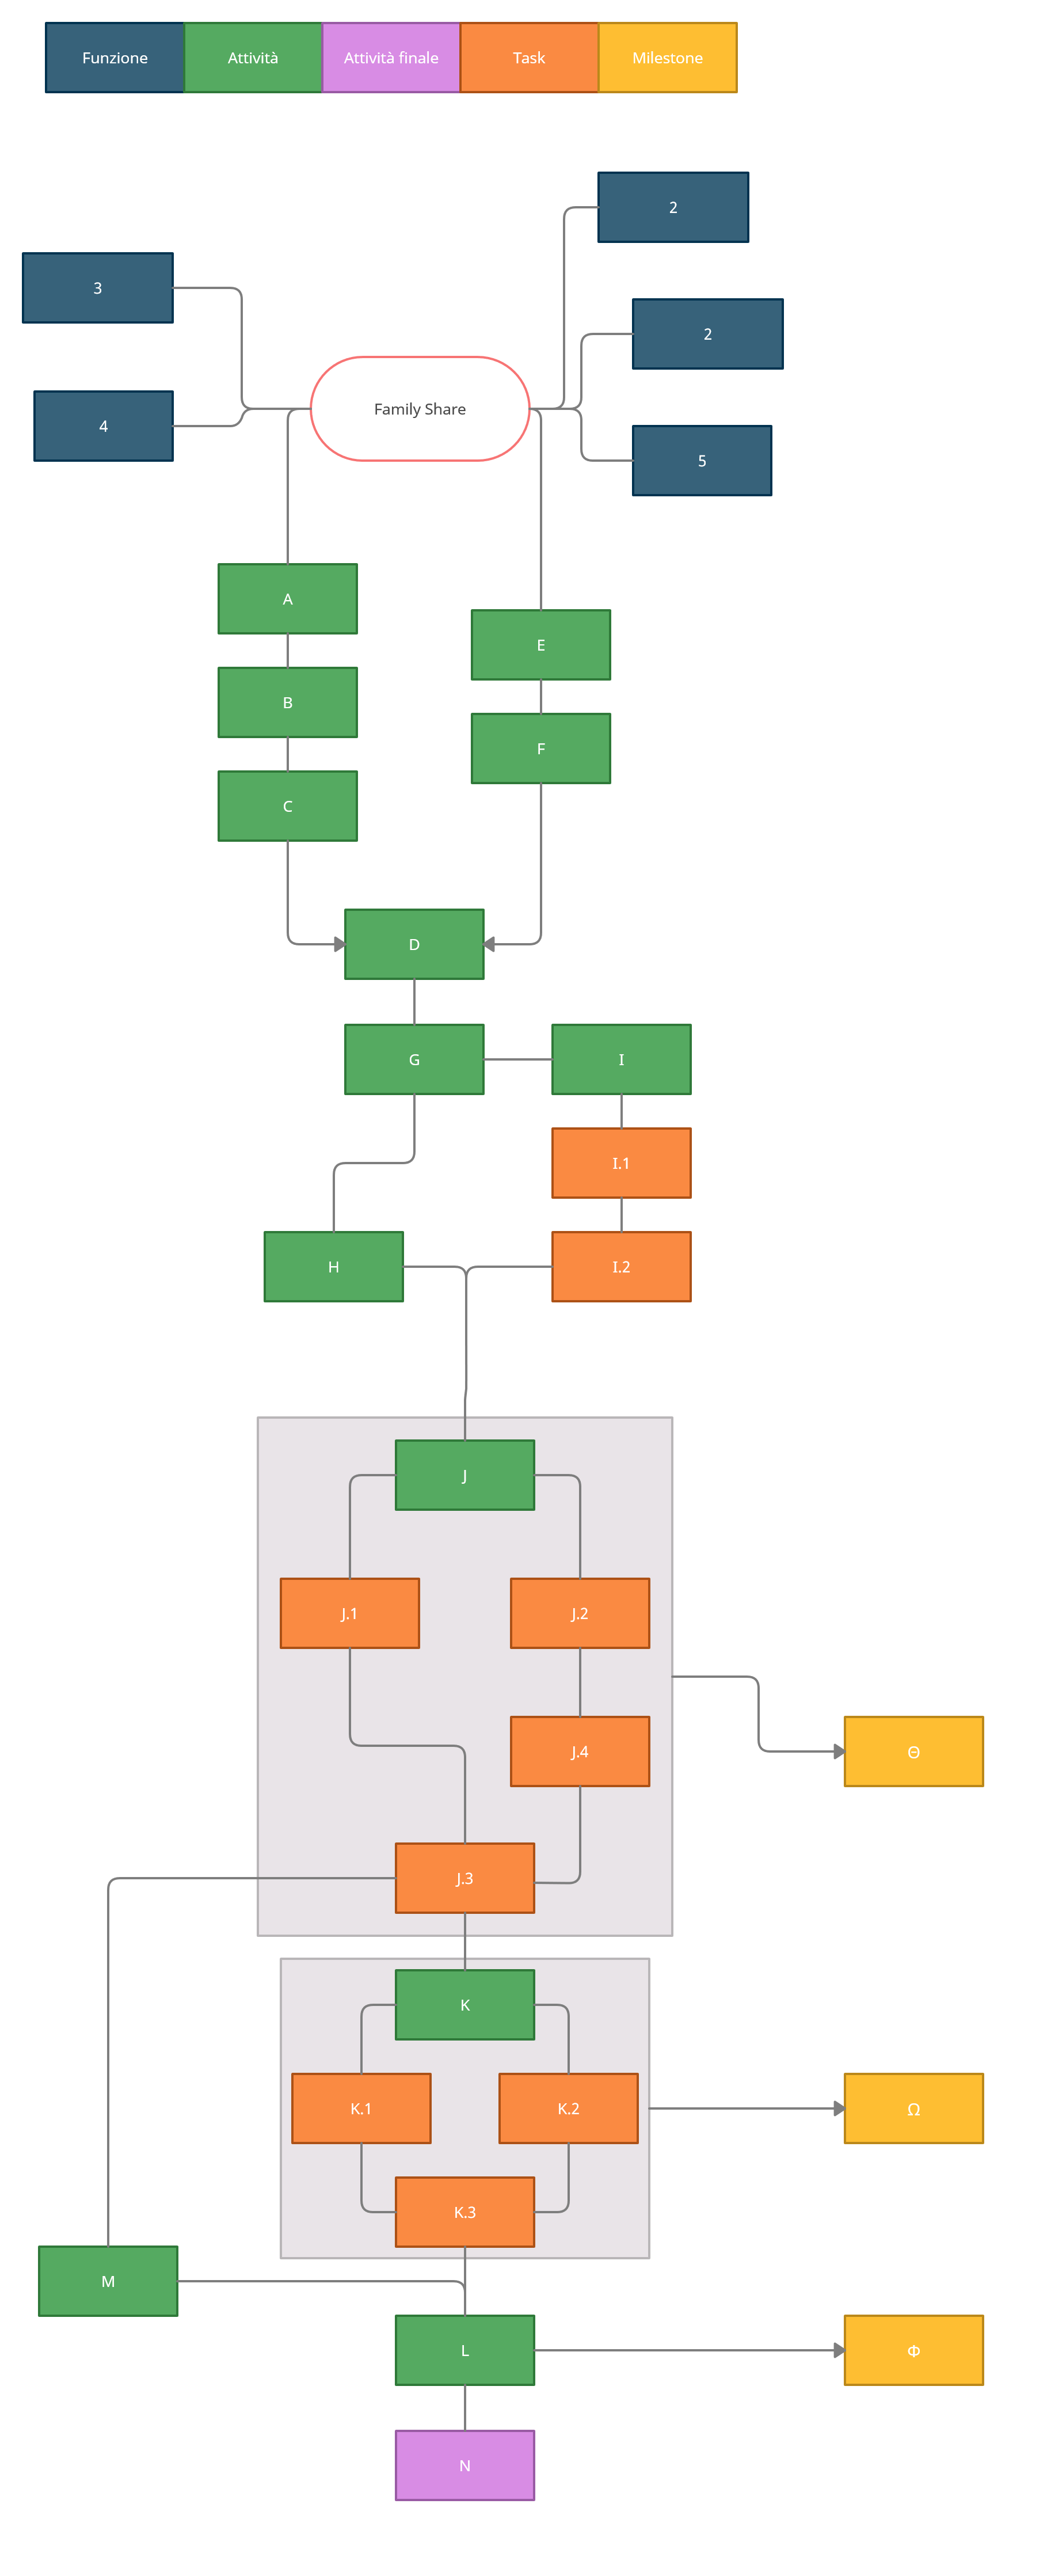 Funzione
Attività
Attività finale
Task
Milestone
2
3
2
Family Share
4
5
A
E
B
F
C
D
G
I
I.1
H
I.2
J
J.1
J.2
J.4
Θ
J.3
K
K.1
K.2
Ω
K.3
M
L
Φ
N